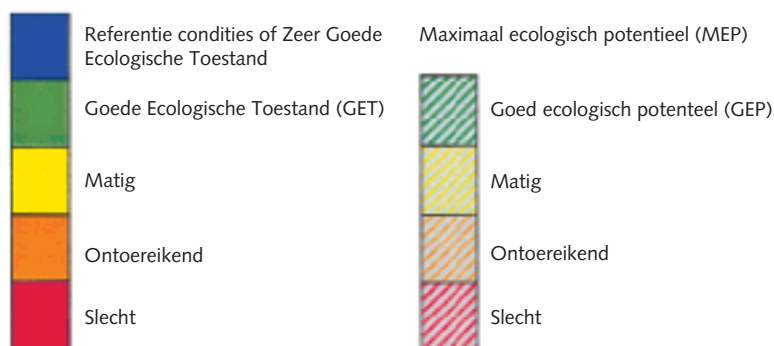 Referentie condities of Zeer Goede
Ecologische Toestand
Goede Ecologische Toestand (GET)
Matig
Ontoereikend
Slecht
Maximaal ecologisch potentieel (MEP)
Goed ecologisch potenteel (GEP)
Matig
Ontoereikend
Slecht